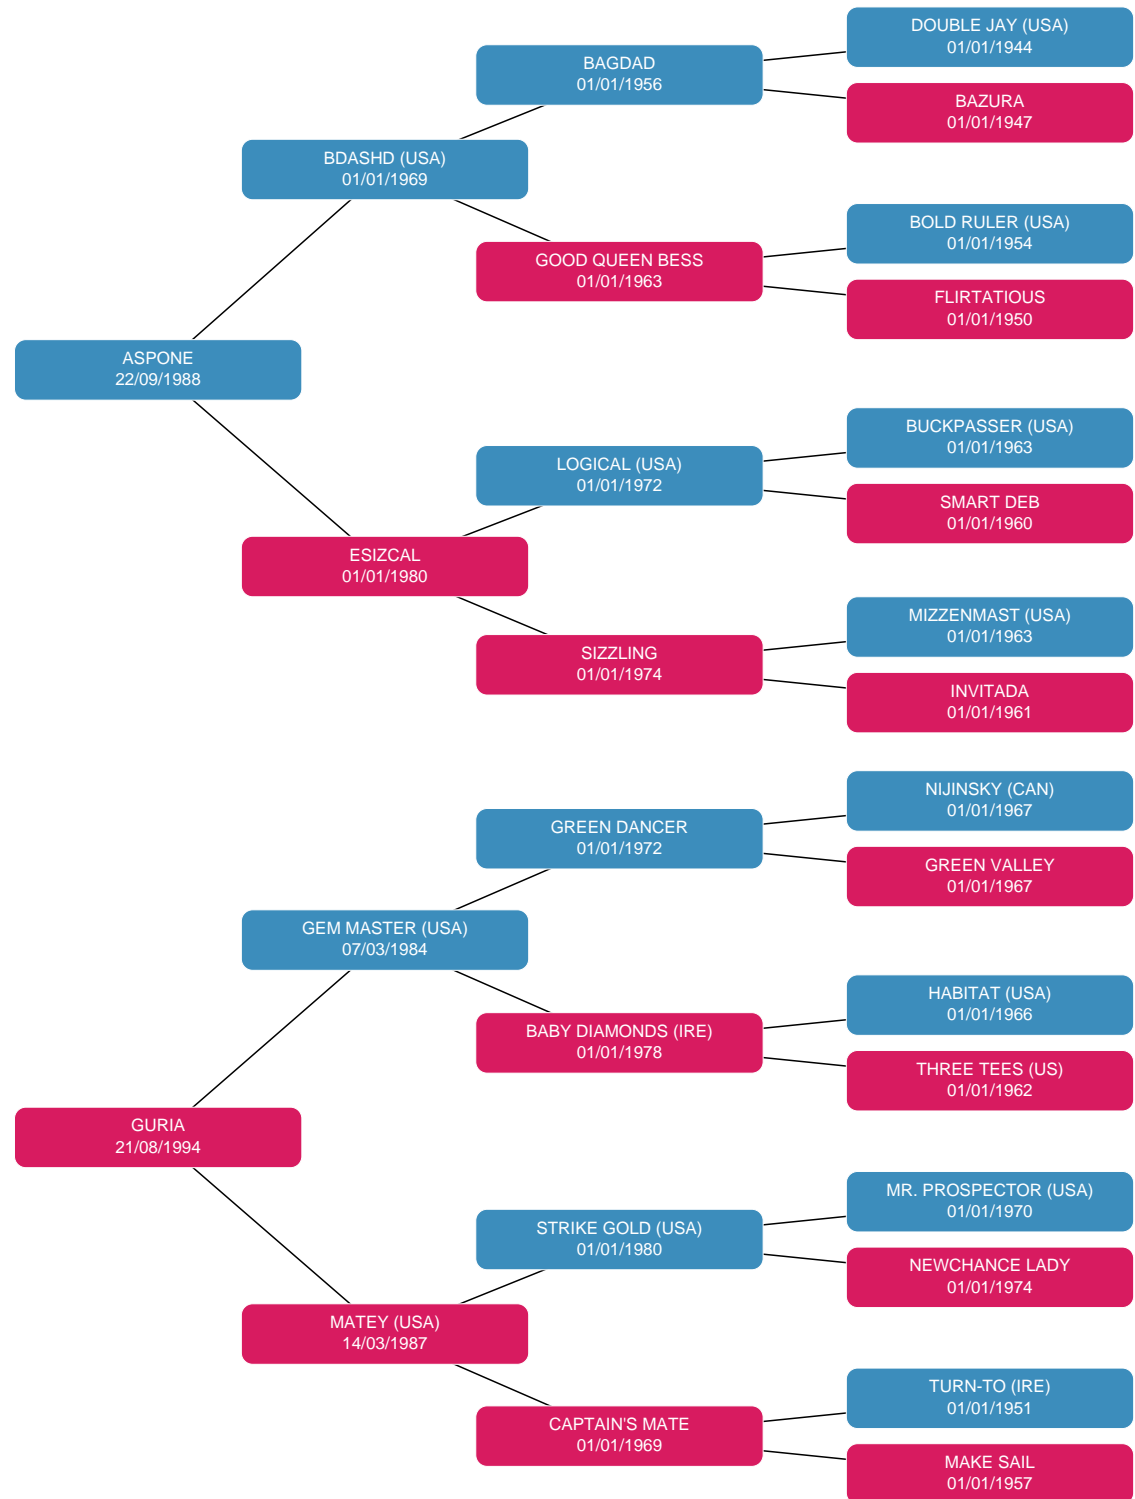 DOUBLE JAY (USA)
01/01/1944
BAGDAD
01/01/1956
BAZURA
01/01/1947
BDASHD (USA)
01/01/1969
BOLD RULER (USA)
01/01/1954
GOOD QUEEN BESS
01/01/1963
FLIRTATIOUS
01/01/1950
ASPONE
22/09/1988
BUCKPASSER (USA)
01/01/1963
LOGICAL (USA)
01/01/1972
SMART DEB
01/01/1960
ESIZCAL
01/01/1980
MIZZENMAST (USA)
01/01/1963
SIZZLING
01/01/1974
INVITADA
01/01/1961
NIJINSKY (CAN)
01/01/1967
GREEN DANCER
01/01/1972
GREEN VALLEY
01/01/1967
GEM MASTER (USA)
07/03/1984
HABITAT (USA)
01/01/1966
BABY DIAMONDS (IRE)
01/01/1978
THREE TEES (US)
01/01/1962
GURIA
21/08/1994
MR. PROSPECTOR (USA)
01/01/1970
STRIKE GOLD (USA)
01/01/1980
NEWCHANCE LADY
01/01/1974
MATEY (USA)
14/03/1987
TURN-TO (IRE)
01/01/1951
CAPTAIN'S MATE
01/01/1969
MAKE SAIL
01/01/1957